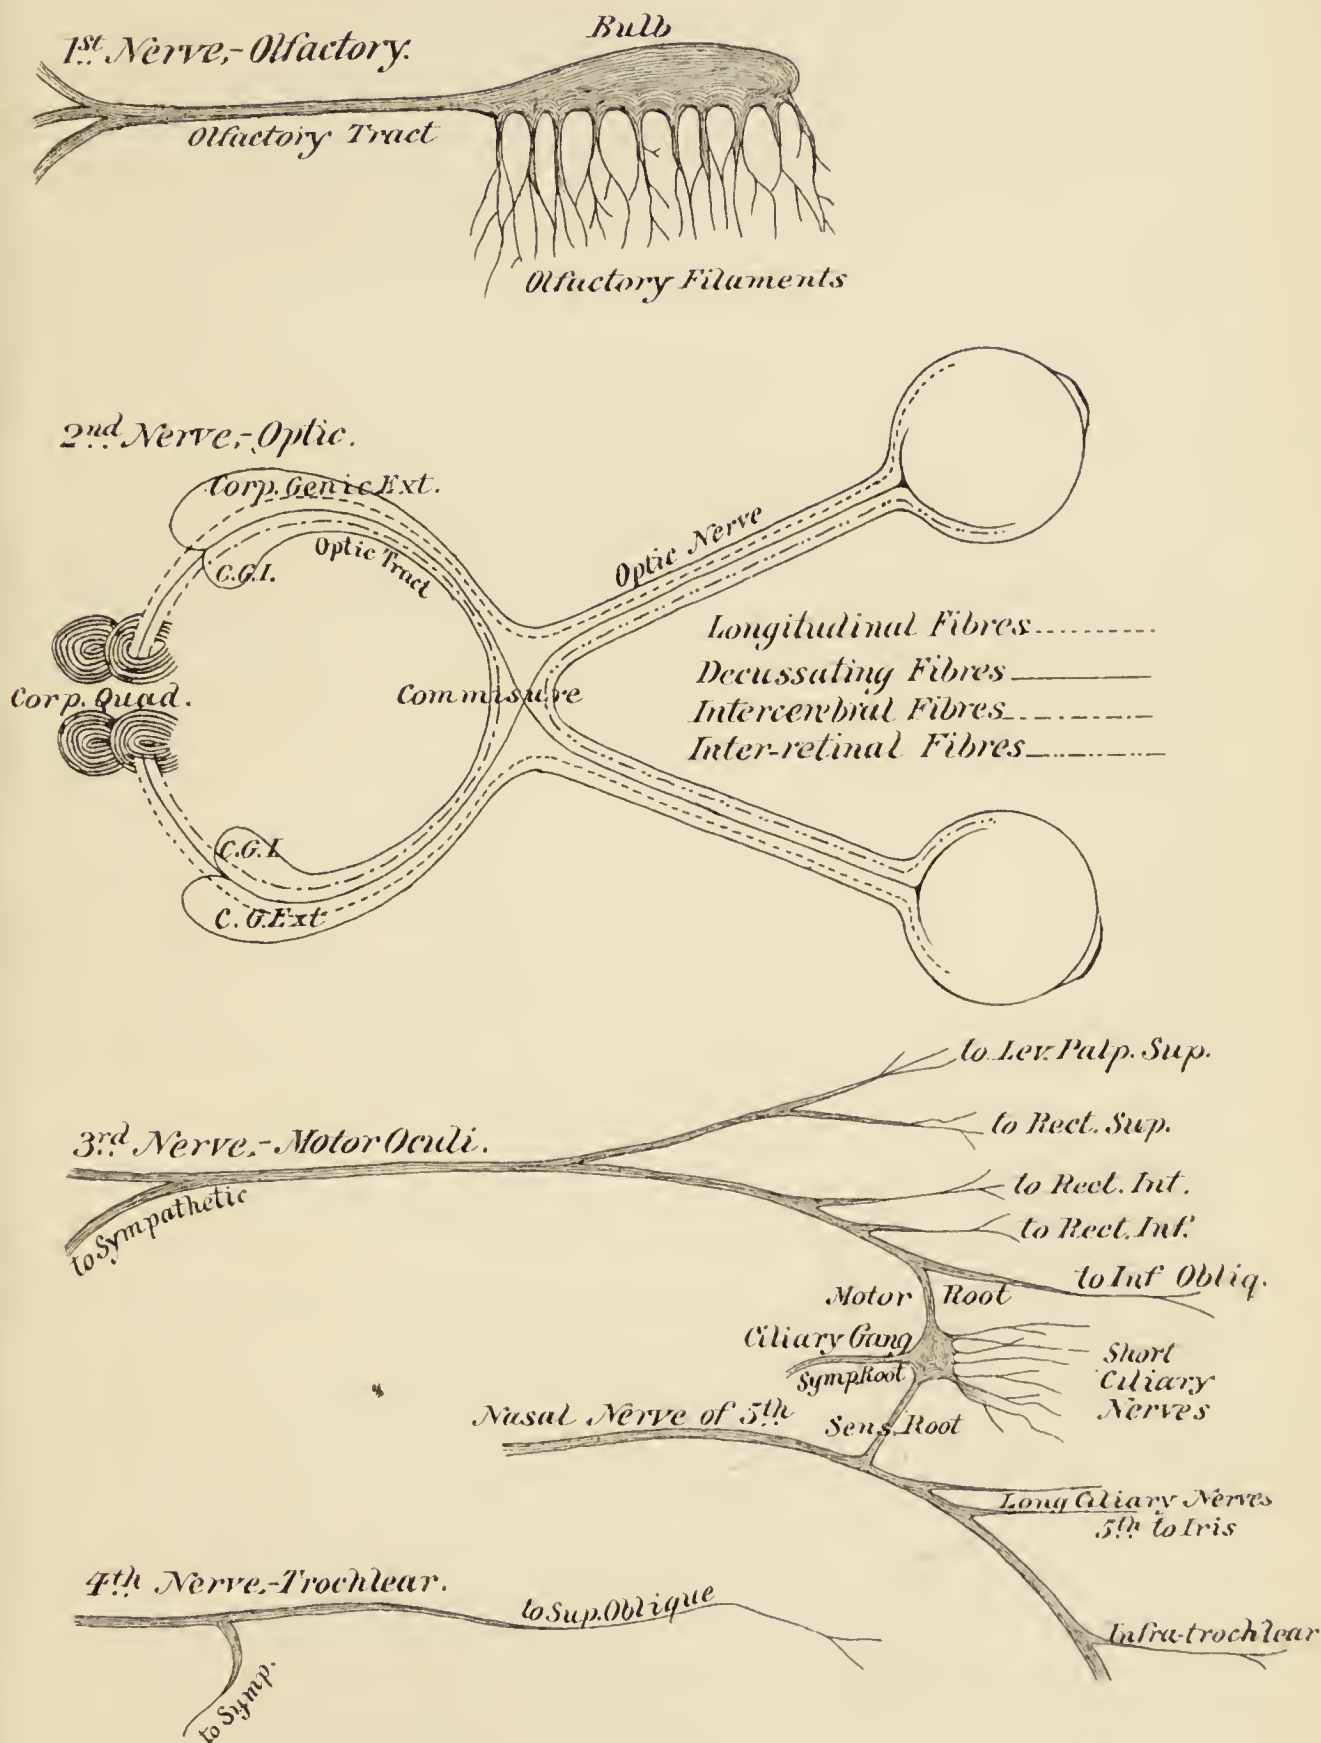 Bulb
1st Nerve,-Olfactory.
Olfactory Tract
Olfactory Filaments
2nd Nerve,-Optic.
Corp. Genic Ext.
Optic Tract
C.G.I.
Optic Nerve
Longitudinal Fibres
Decussating Fibres
Intercerebral Fibres
Inter-retinal Fibres
Corp. Quad.
Commisure
C.G.I.
C.G.Ext
to Lev. Palp. Sup.
to Rect. Sup.
3rd Nerve,-Motor Oculi.
to Sympathetic
to Rect. Int.
to Rect. Inf.
to Inf Obliq.
Motor Root
Ciliary Gang
Symp Root
Short
Ciliary
Nerves
Nasal Nerve of 5th
Sens. Root
Long Ciliary Nerves
5th to Iris
4th Nerve,-Trochlear.
to Sup. Oblique
Infra-trochlear
to Symp.